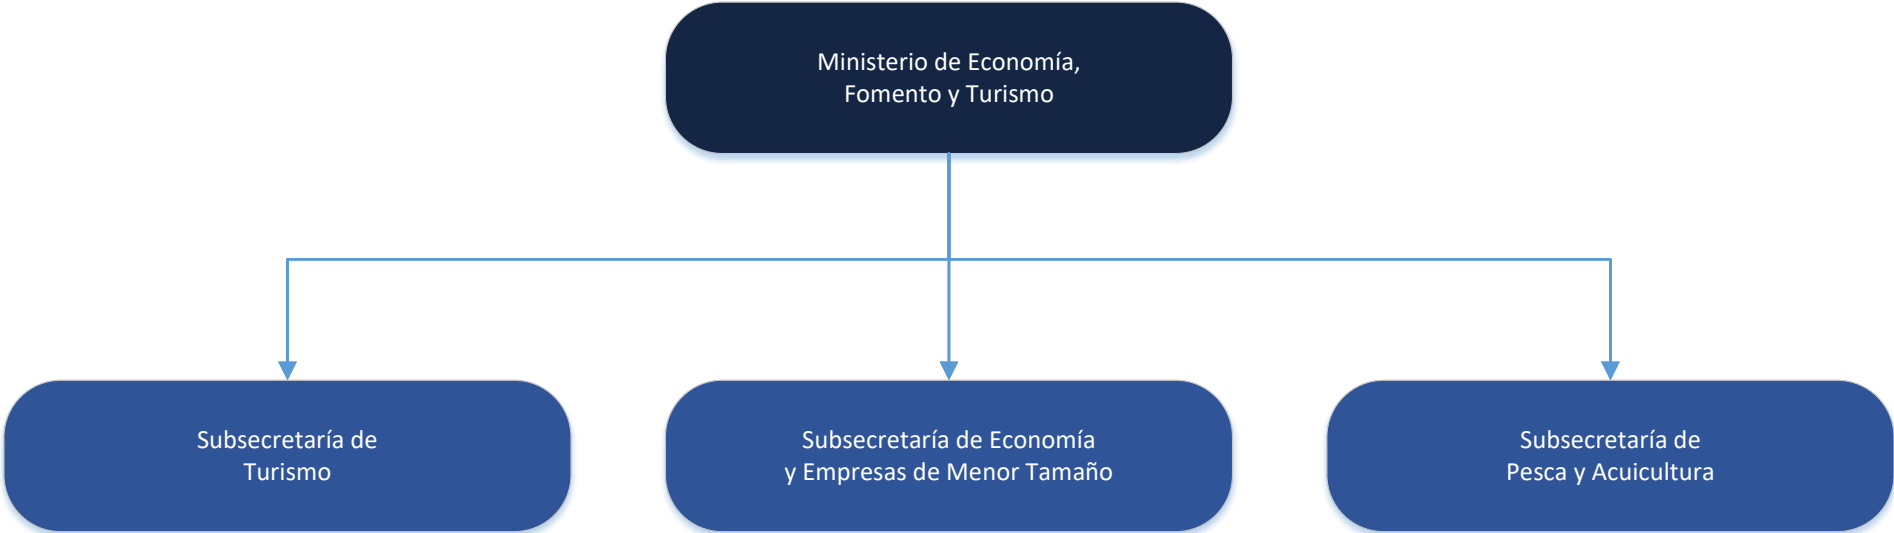 Ministerio de Economía,
Fomento y Turismo
Subsecretaría de
Turismo
Subsecretaría de Economía
y Empresas de Menor Tamaño
Subsecretaría de
Pesca y Acuicultura